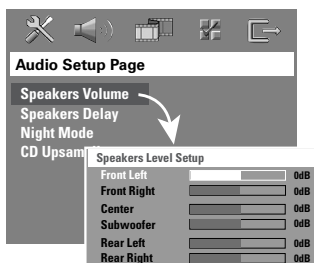 Audio Setup Page
Speakers Volume
Speakers Delay
Night Mode
CD Upsam
Speakers Level Setup
Front Left 0dB
Front Right 0dB
Center 0dB
Subwoofer 0dB
Rear Left 0dB
Rear Right 0dB